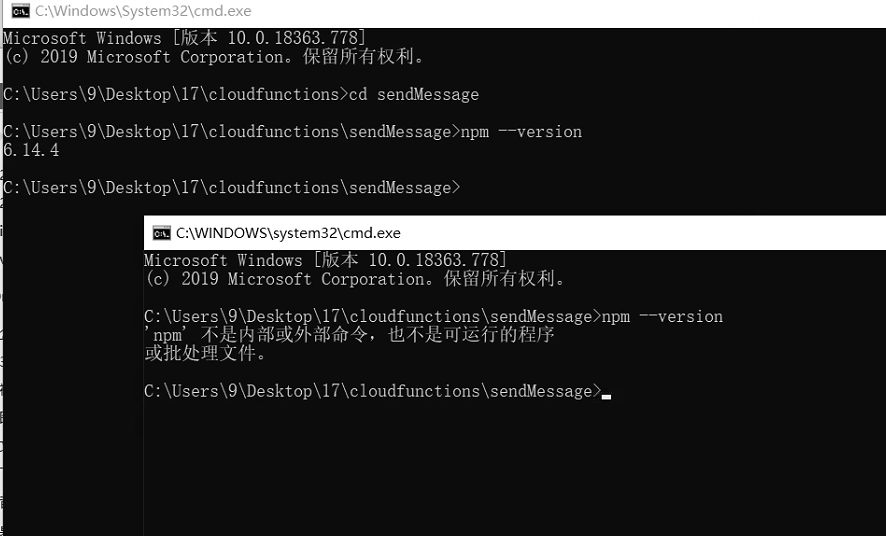 C:\Windows\System32\cmd.exe
Microsoft Windows [版本 10.0.18363.778]
(c) 2019 Microsoft Corporation。保留所有权利。
C:\Users\9\Desktop\17\cloudfunctions>cd sendMessage
C:\Users\9\Desktop\17\cloudfunctions\sendMessage>npm --version
6.14.4
C:\Users\9\Desktop\17\cloudfunctions\sendMessage>
C:\WINDOWS\system32\cmd.exe
Microsoft Windows [版本 10.0.18363.778]
(c) 2019 Microsoft Corporation。保留所有权利。
C:\Users\9\Desktop\17\cloudfunctions\sendMessage>npm --version
'npm' 不是内部或外部命令，也不是可运行的程序
或批处理文件。
C:\Users\9\Desktop\17\cloudfunctions\sendMessage>